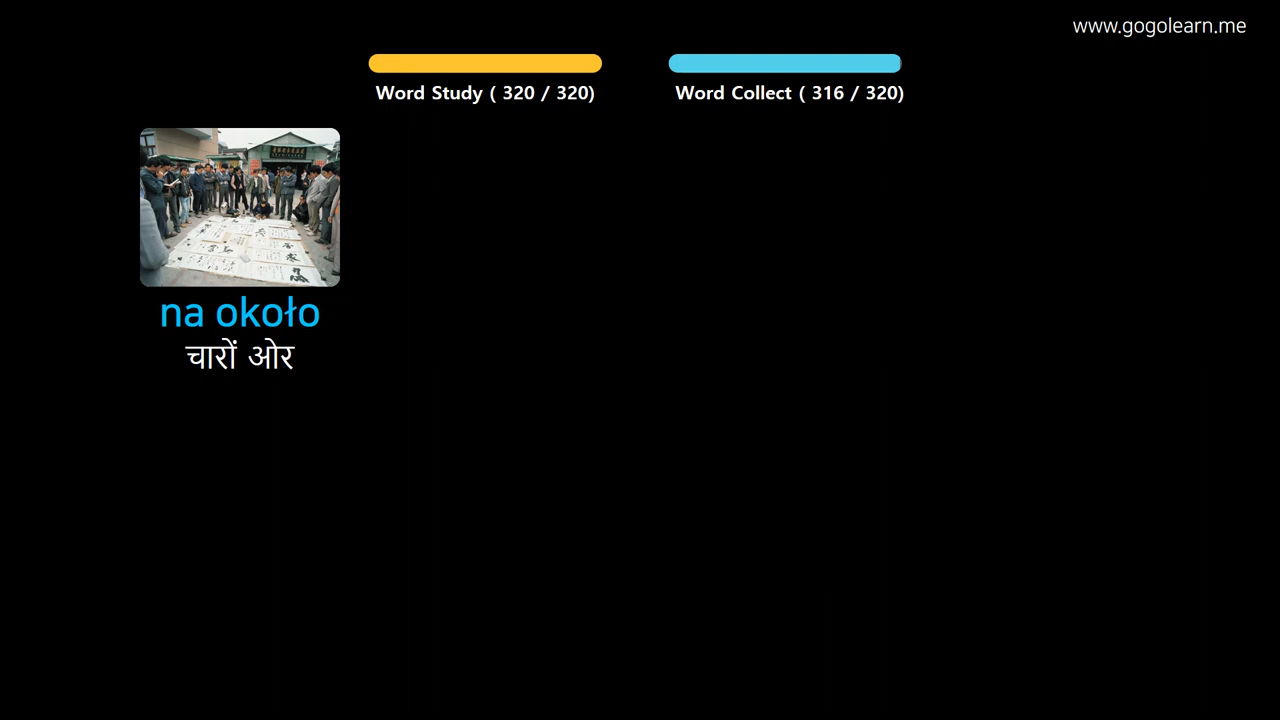 www.gogolearn.me
Word Study ( 320 / 320)
Word Collect ( 316 / 320)
na około
चारों ओर